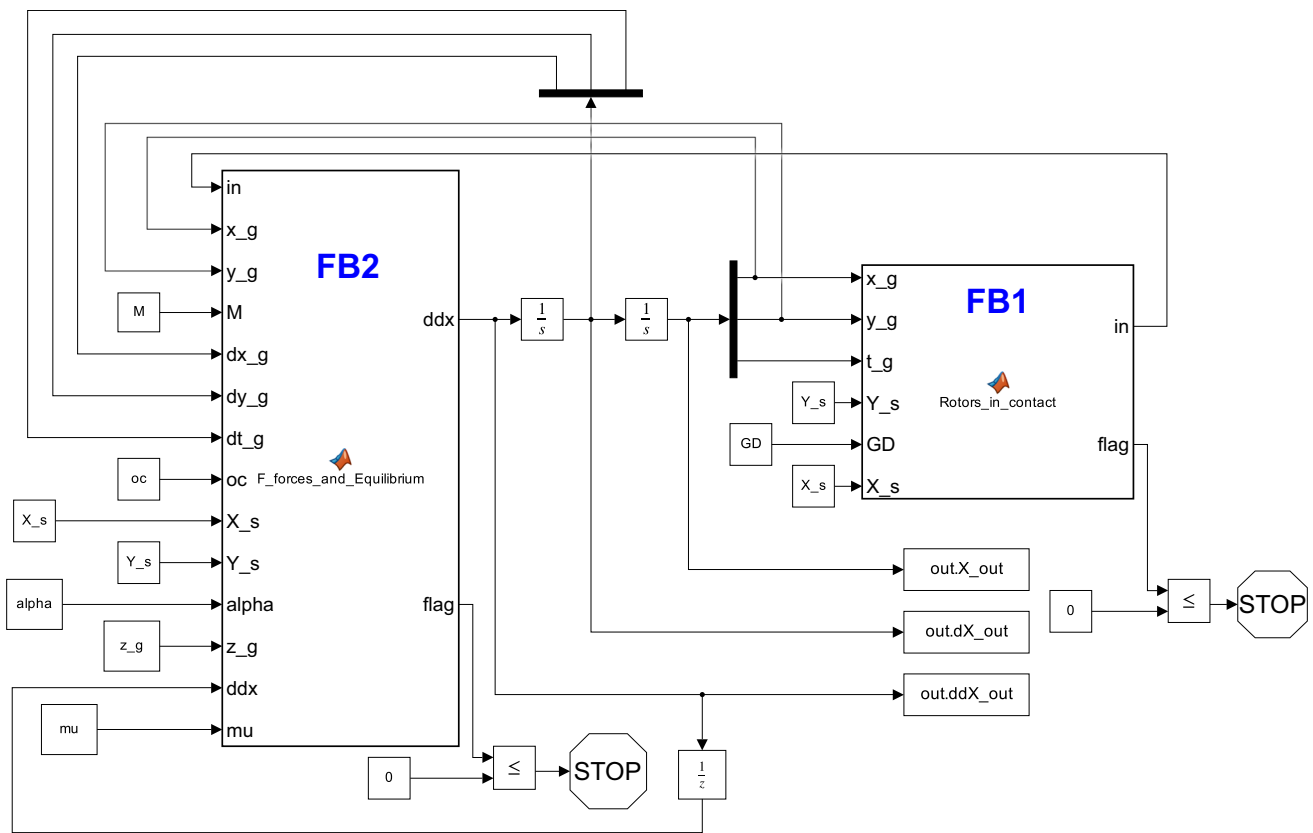 in
x_g
y_g
M
dx_g
dy_g
dt_g
oc
X_s
Y_s
alpha
z_g
ddx
mu
FB2
F_forces_and_Equilibrium
ddx
flag
M
oc
X_s
Y_s
alpha
z_g
mu
0
≤
STOP
1
s
1
s
1
z
x_g
y_g
t_g
Y_s
GD
X_s
FB1
Rotors_in_contact
in
flag
Y_s
GD
X_s
out.X_out
out.dX_out
out.ddX_out
0
≤
STOP